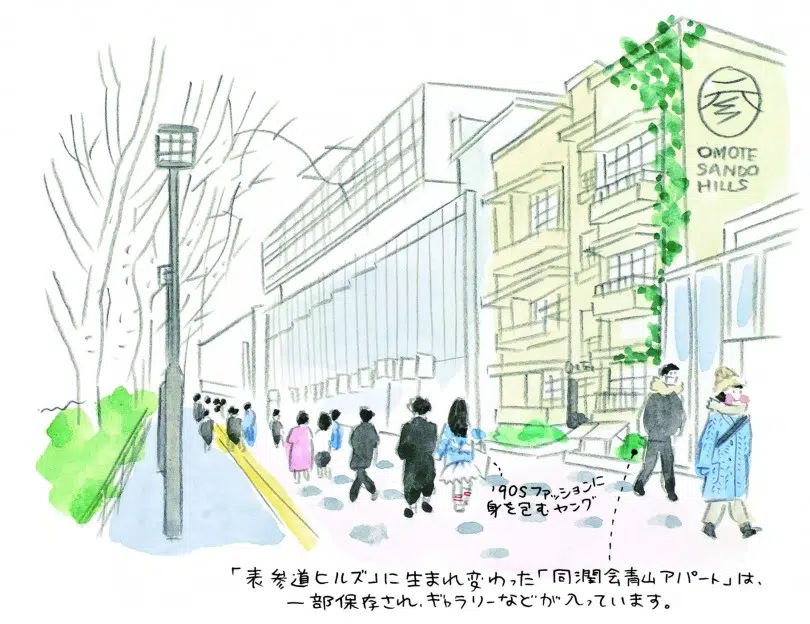 OMOTE
SANDO
HILLS
'90Sファッションに
身を包むヤング
「表参道ヒルズ」に生まれ変わった「同潤会青山アパート」は、
一部保存され、ギャラリーなどが入っています。